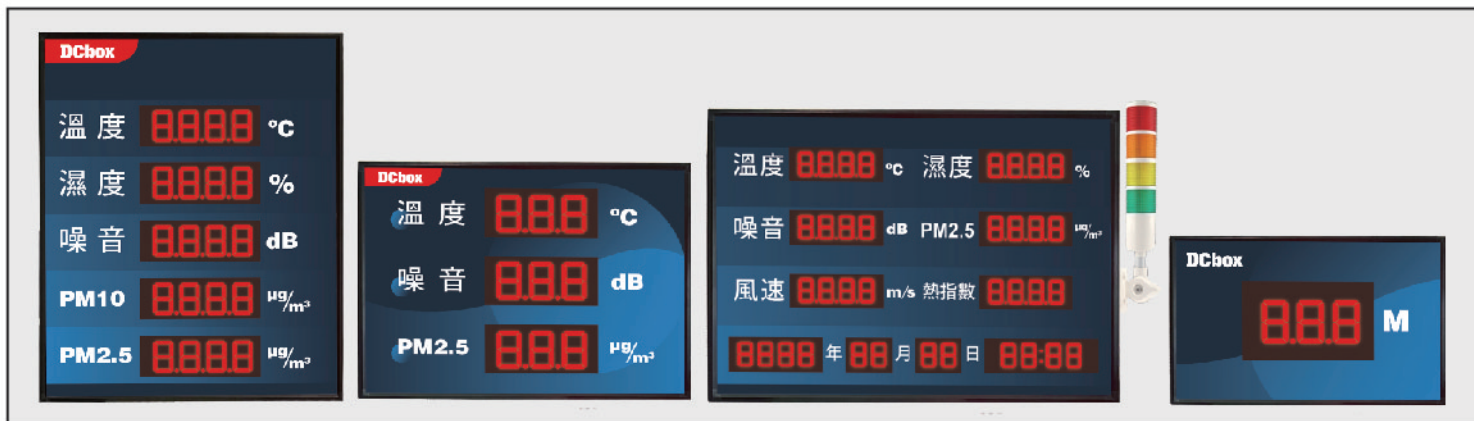 DCbox
溫度 8.8.8.8 °C
濕度 8.8.8.8 %
噪音 8.8.8.8 dB
PM10 8.8.8.8 µg/m³
PM2.5 8.8.8.8 µg/m³
DCbox
溫度 8.8.8 °C
噪音 8.8.8 dB
PM2.5 8.8.8 µg/m³
溫度 8.8.8.8 °C 濕度 8.8.8.8 %
噪音 8.8.8.8 dB PM2.5 8.8.8.8 µg/m³
風速 8.8.8.8 m/s 熱指數 8.8.8.8
8888 年 88 月 88 日 88:88
DCbox
8.8.8 M